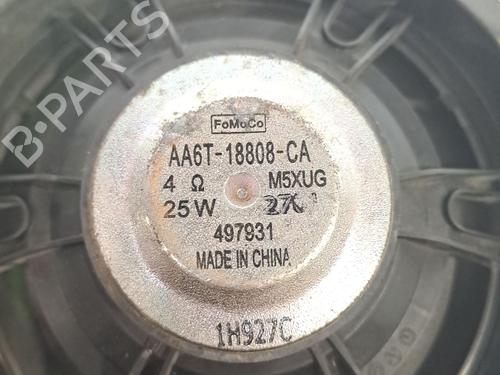 FoMoCo
AA6T-18808-CA
4 Ω M5XUG
25W
497931
MADE IN CHINA
1H927C
B-PARTS